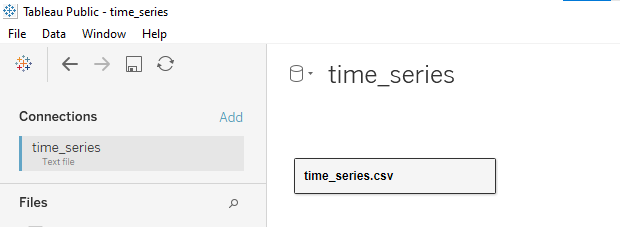 Tableau Public - time_series
File Data Window Help
time_series
Connections Add
time_series
Text file
time_series.csv
Files